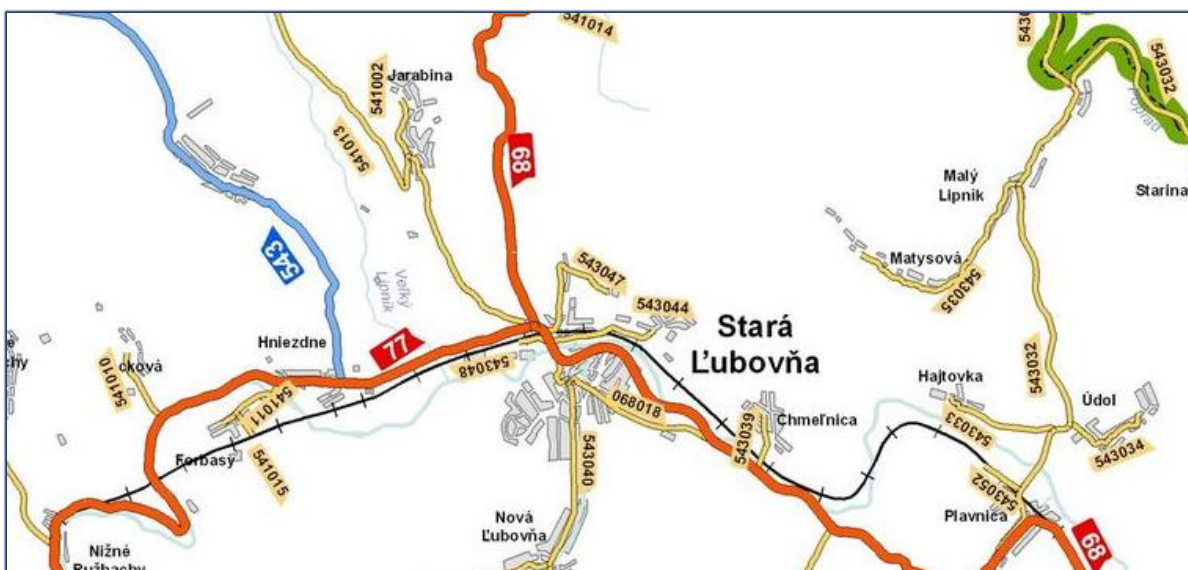 541014
543032
541002
Jarabina
541013
68
Poprad
Malý
Lipník
Starina
543
Veľký
Lipník
543047
Matysová
543035
543044
Stará
Ľubovňa
77
Hniezdne
543048
541010
541011
068018
543032
Hajtovka
543033
Údol
543034
Chmeľnica
543039
543040
Forbasy
541015
543052
Plavnica
68
Nová
Ľubovňa
Nižné
Ružbachy